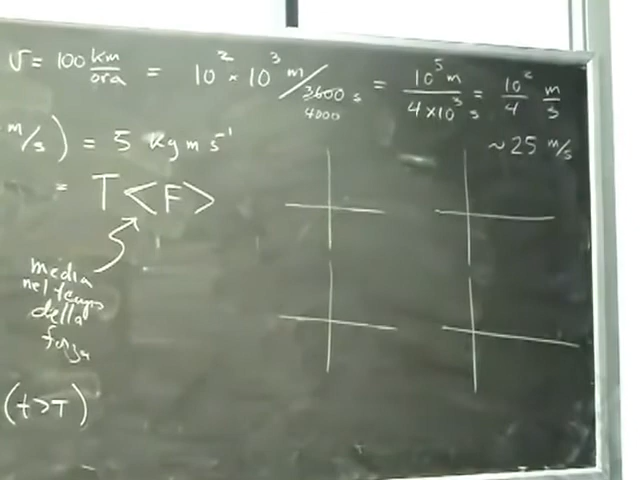 v = 100 km/ora = 10² × 10³ m / 3600 s = 10⁵ m / 4×10³ s = 10²/4 m/s
4000
~25 m/s
m/s) = 5 Kg m s⁻¹
= T<F>
media
nel tempo
della
forza
(t>T)